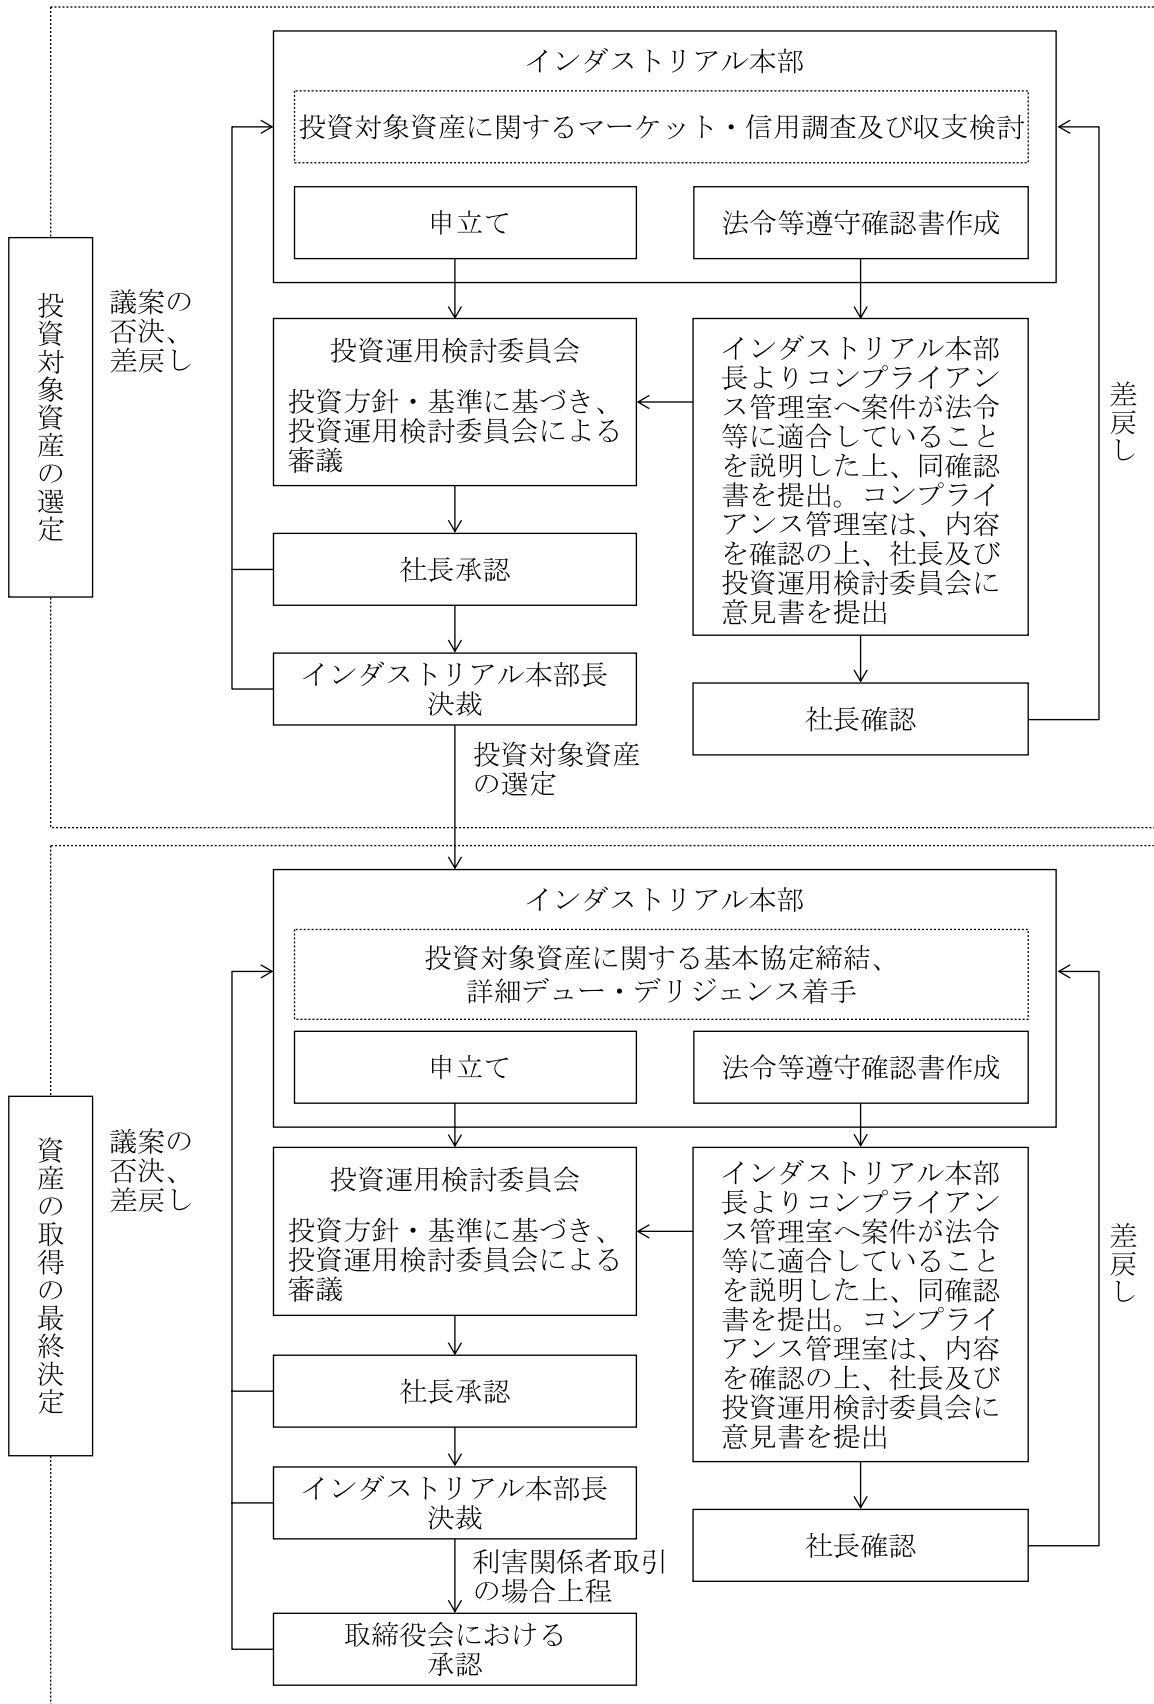 インダストリアル本部
投資対象資産に関するマーケット・信用調査及び収支検討
申立て
法令等遵守確認書作成
投資対象資産の選定
議案の
否決、
差戻し
投資運用検討委員会
投資方針・基準に基づき、
投資運用検討委員会による
審議
インダストリアル本部
長よりコンプライアン
ス管理室へ案件が法令
等に適合していること
を説明した上、同確認
書を提出。コンプライ
アンス管理室は、内容
を確認の上、社長及び
投資運用検討委員会に
意見書を提出
差戻し
社長承認
インダストリアル本部長
決裁
社長確認
投資対象資産
の選定
インダストリアル本部
投資対象資産に関する基本協定締結、
詳細デュー・デリジェンス着手
申立て
法令等遵守確認書作成
資産の取得の最終決定
議案の
否決、
差戻し
投資運用検討委員会
投資方針・基準に基づき、
投資運用検討委員会による
審議
インダストリアル本部
長よりコンプライアン
ス管理室へ案件が法令
等に適合していること
を説明した上、同確認
書を提出。コンプライ
アンス管理室は、内容
を確認の上、社長及び
投資運用検討委員会に
意見書を提出
差戻し
社長承認
インダストリアル本部長
決裁
社長確認
利害関係者取引
の場合上程
取締役会における
承認